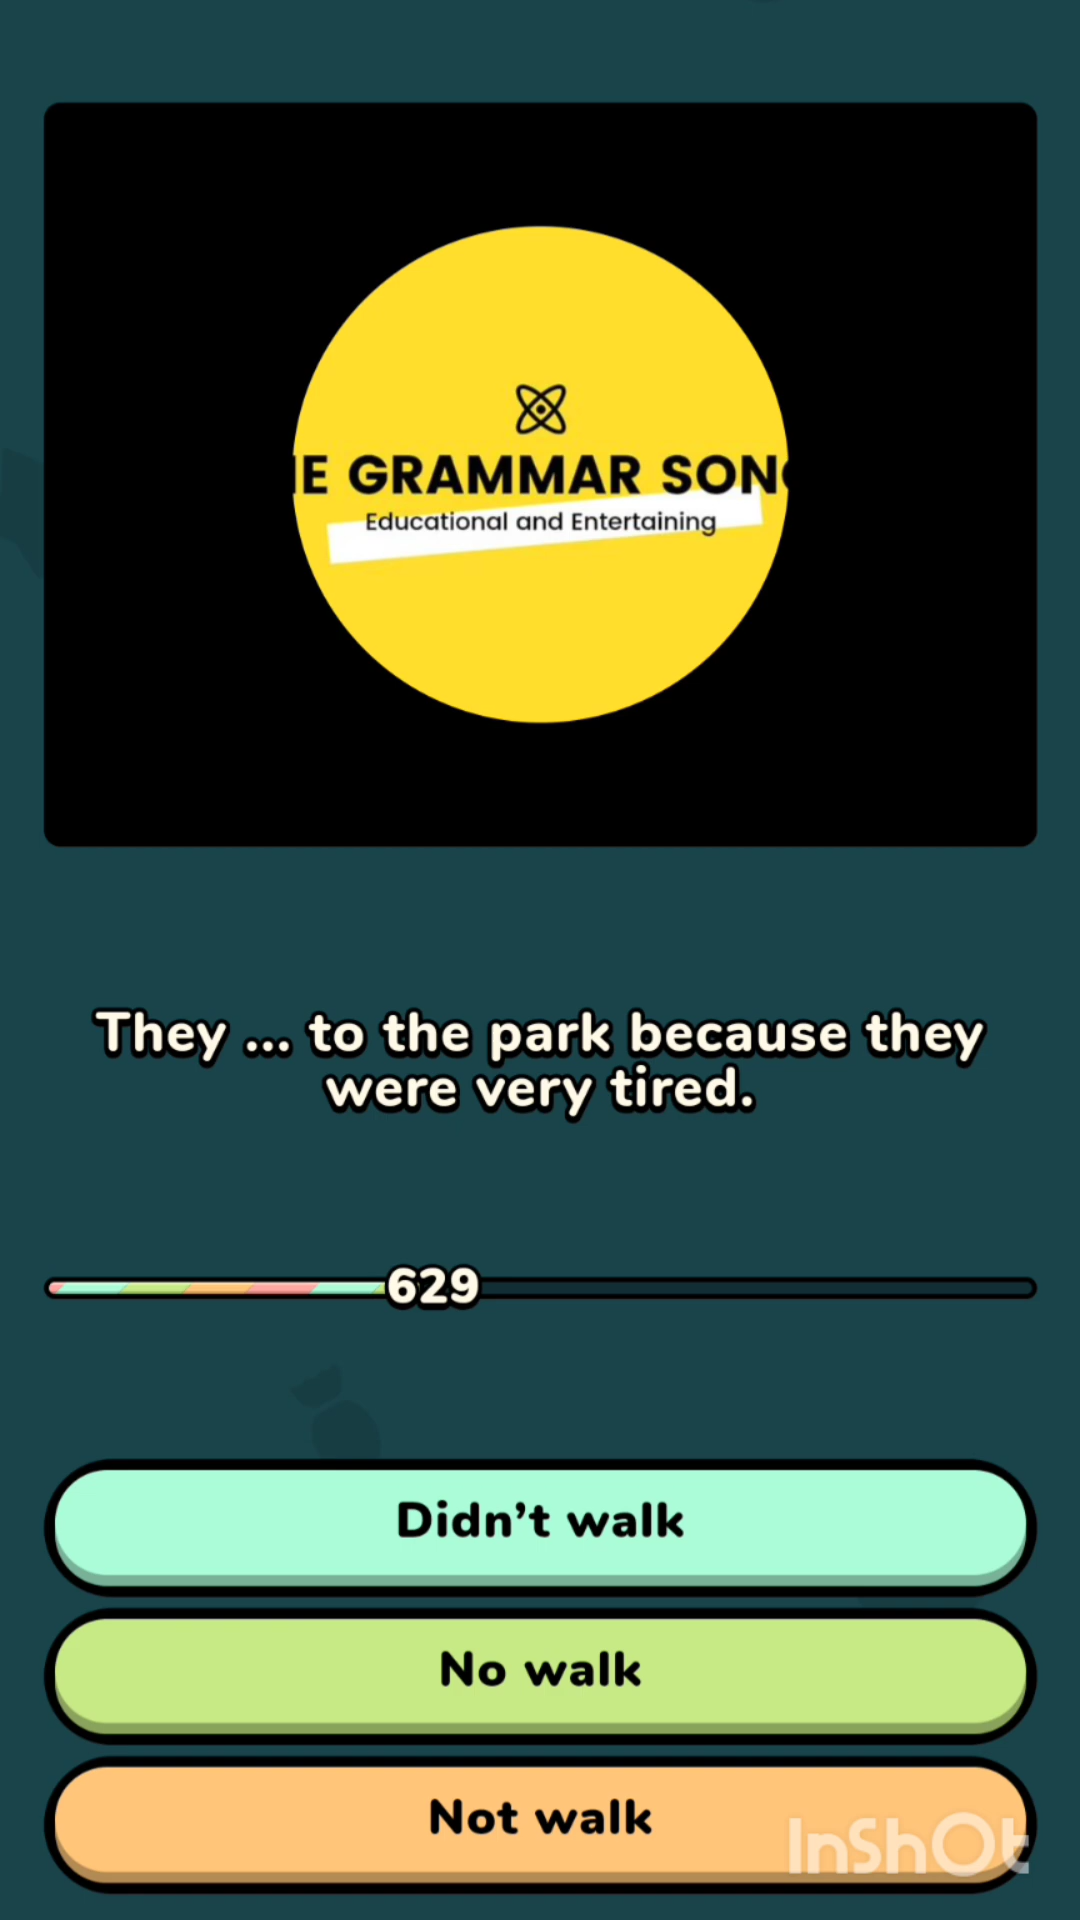 E GRAMMAR SON
Educational and Entertaining
They ... to the park because they
were very tired.
629
Didn't walk
No walk
Not walk
InShOt